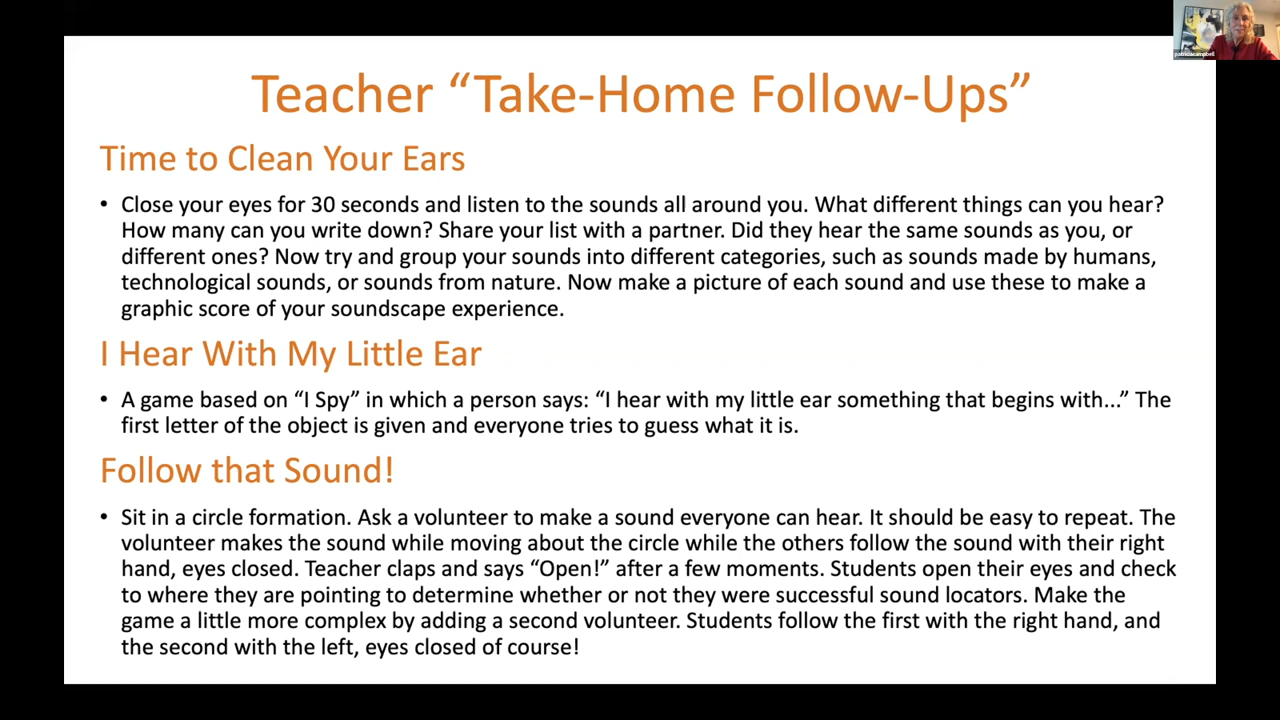 Teacher “Take-Home Follow-Ups”
Time to Clean Your Ears
• Close your eyes for 30 seconds and listen to the sounds all around you. What different things can you hear?
How many can you write down? Share your list with a partner. Did they hear the same sounds as you, or
different ones? Now try and group your sounds into different categories, such as sounds made by humans,
technological sounds, or sounds from nature. Now make a picture of each sound and use these to make a
graphic score of your soundscape experience.
I Hear With My Little Ear
• A game based on “I Spy” in which a person says: “I hear with my little ear something that begins with...” The
first letter of the object is given and everyone tries to guess what it is.
Follow that Sound!
• Sit in a circle formation. Ask a volunteer to make a sound everyone can hear. It should be easy to repeat. The
volunteer makes the sound while moving about the circle while the others follow the sound with their right
hand, eyes closed. Teacher claps and says “Open!” after a few moments. Students open their eyes and check
to where they are pointing to determine whether or not they were successful sound locators. Make the
game a little more complex by adding a second volunteer. Students follow the first with the right hand, and
the second with the left, eyes closed of course!
patriciacampbell